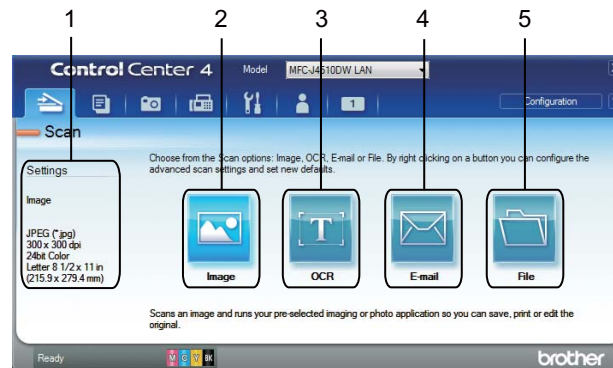 1 2 3 4 5
Control Center 4 Model MFC-J4510DW LAN
1 Configuration
Scan
Settings
Choose from the Scan options: Image, OCR, E-mail or File. By right clicking on a button you can configure the
advanced scan settings and set new defaults.
Image
JPEG (*.jpg)
300 x 300 dpi
24bit Color
Letter 8 1/2 x 11 in
(215.9 x 279.4 mm)
T
Image OCR E-mail File
Scans an image and runs your pre-selected imaging or photo application so you can save, print or edit the
original.
Ready M C Y BK brother